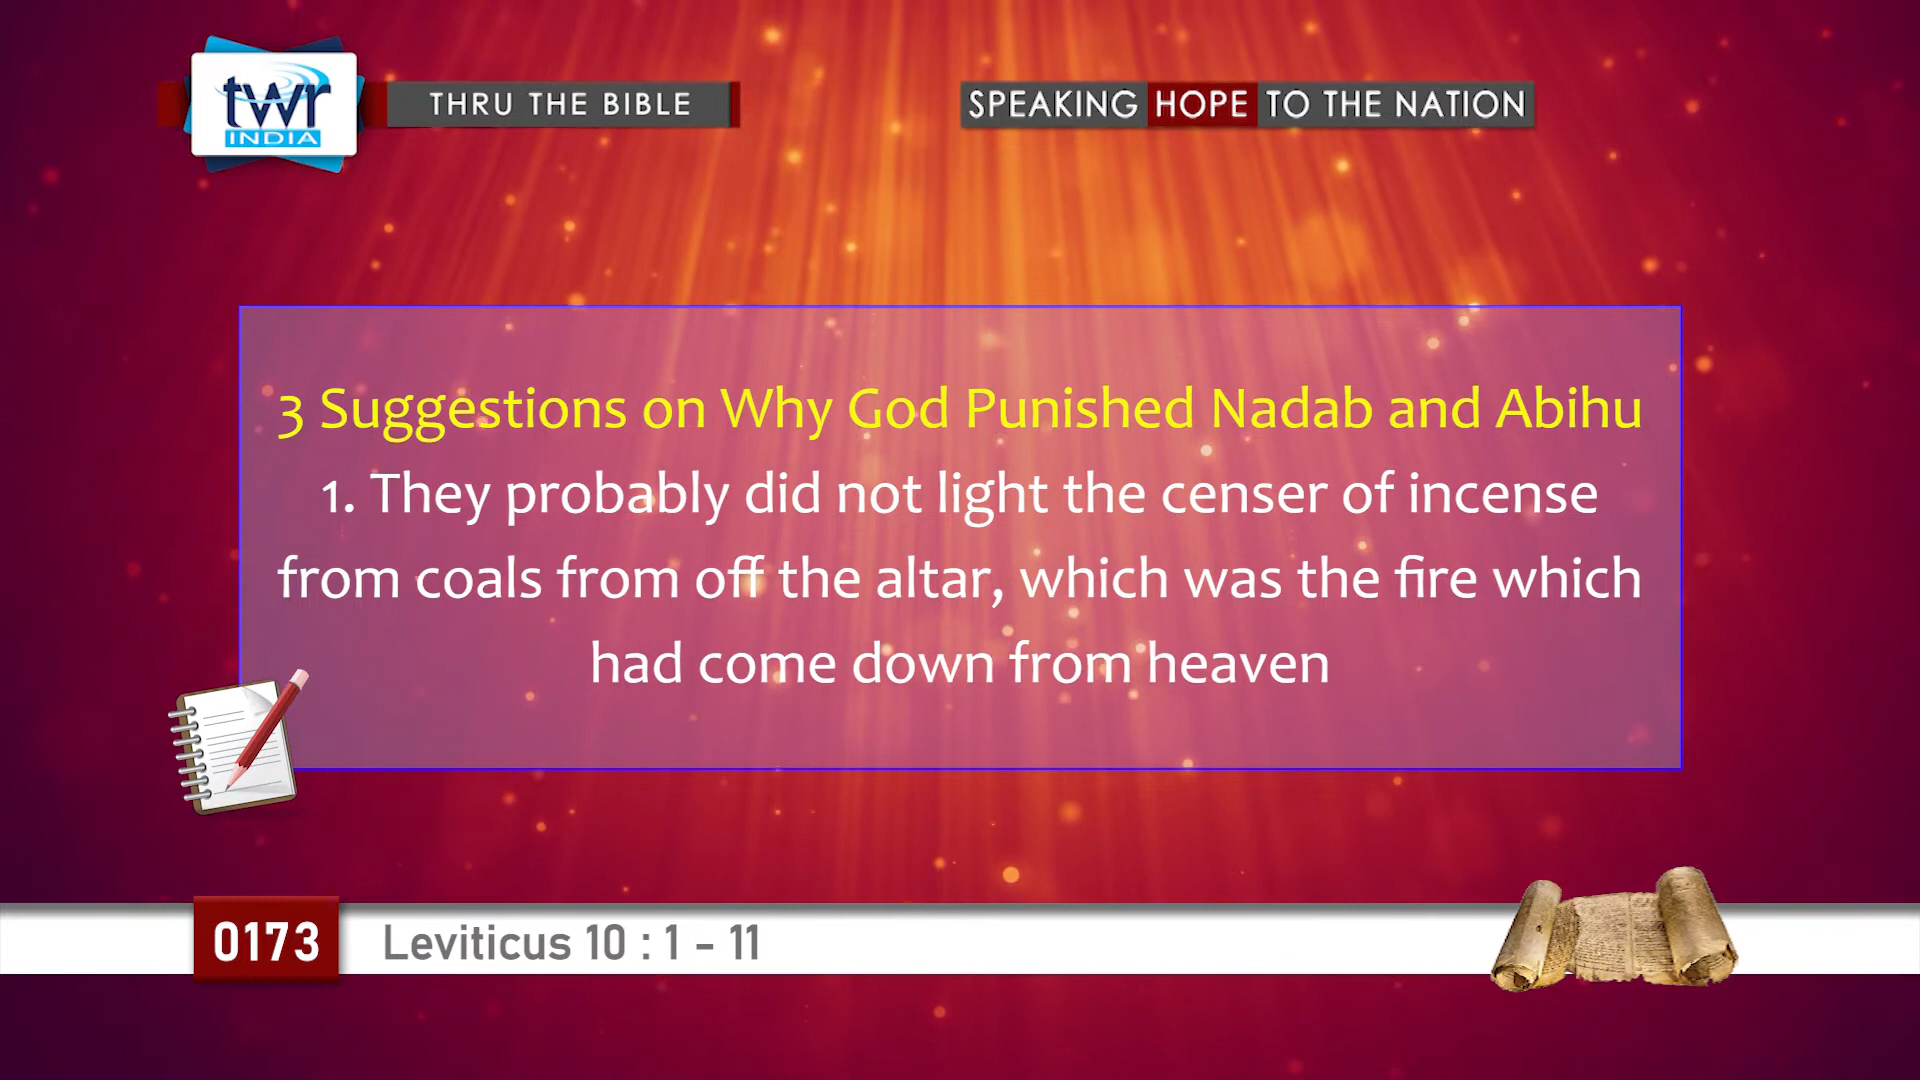 twr
INDIA
THRU THE BIBLE
SPEAKING HOPE TO THE NATION
3 Suggestions on Why God Punished Nadab and Abihu
1. They probably did not light the censer of incense
from coals from off the altar, which was the fire which
had come down from heaven
0173
Leviticus 10 : 1 - 11